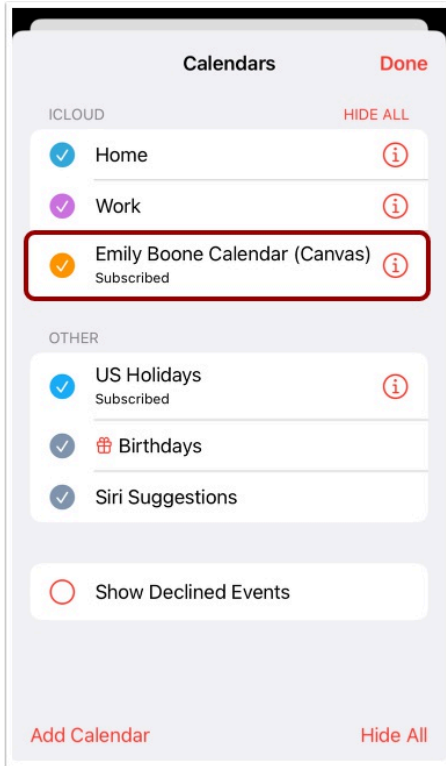 Calendars
Done
ICLOUD
HIDE ALL
Home
Work
Emily Boone Calendar (Canvas)
Subscribed
OTHER
US Holidays
Subscribed
Birthdays
Siri Suggestions
Show Declined Events
Add Calendar
Hide All